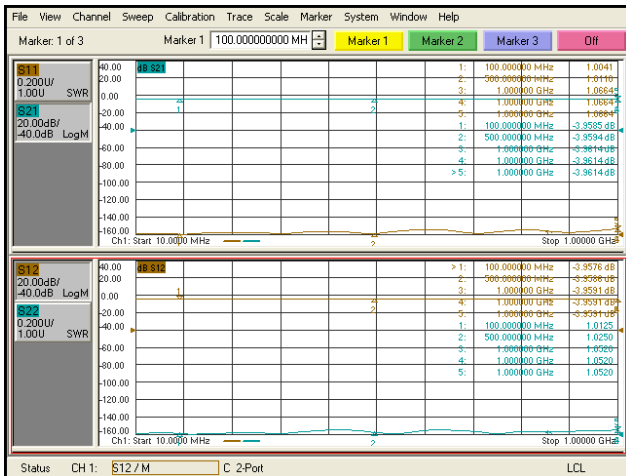 File View Channel Sweep Calibration Trace Scale Marker System Window Help
Marker: 1 of 3 Marker 1 100.000000000 MH Marker 1 Marker 2 Marker 3 Off
S11
0.200U/
1.00U SWR
S21
20.00dB/
-40.0dB LogM
40.00
20.00
0.00
-20.00
-40.00
-60.00
-80.00
-100.00
-120.00
-140.00
-160.00
dB S21
1: 100.000000 MHz 1.0041
2: 500.000000 MHz 1.0110
3: 1.000000 GHz 1.0664
4: 1.000000 GHz 1.0664
5: 1.000000 GHz 1.0664
1: 100.000000 MHz -3.9585 dB
2: 500.000000 MHz -3.9594 dB
3: 1.000000 GHz -3.9614 dB
4: 1.000000 GHz -3.9614 dB
> 5: 1.000000 GHz -3.9614 dB
1
2
2
Ch1: Start 10.0000 MHz Stop 1.00000 GHz
S12
20.00dB/
-40.0dB LogM
S22
0.200U/
1.00U SWR
40.00
20.00
0.00
-20.00
-40.00
-60.00
-80.00
-100.00
-120.00
-140.00
-160.00
dB S12
> 1: 100.000000 MHz -3.9576 dB
2: 500.000000 MHz
3: 1.000000 GHz -3.9591 dB
4: 1.000000 GHz -3.9591 dB
5: 1.000000 GHz -3.9591 dB
1: 100.000000 MHz 1.0125
2: 500.000000 MHz 1.0250
3: 1.000000 GHz 1.0520
4: 1.000000 GHz 1.0520
5: 1.000000 GHz 1.0520
1
2
2
Ch1: Start 10.0000 MHz Stop 1.00000 GHz
Status CH 1: S12 / M C 2-Port LCL